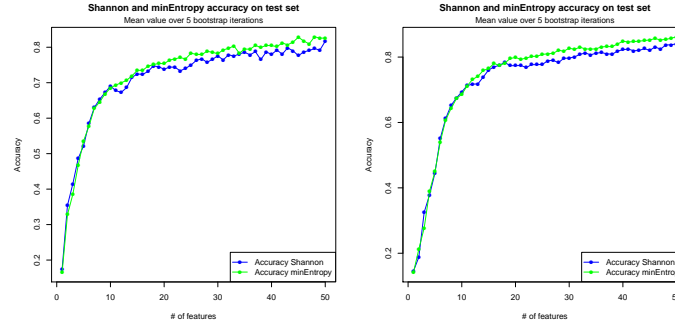 Shannon and minEntropy accuracy on test set
Mean value over 5 bootstrap iterations
Accuracy
0.8
0.7
0.6
0.5
0.4
0.3
0.2
Accuracy Shannon
Accuracy minEntropy
0 10 20 30 40 50
# of features
Shannon and minEntropy accuracy on test set
Mean value over 5 bootstrap iterations
Accuracy
0.8
0.6
0.4
0.2
Accuracy Shannon
Accuracy minEntro
0 10 20 30 40 50
# of features